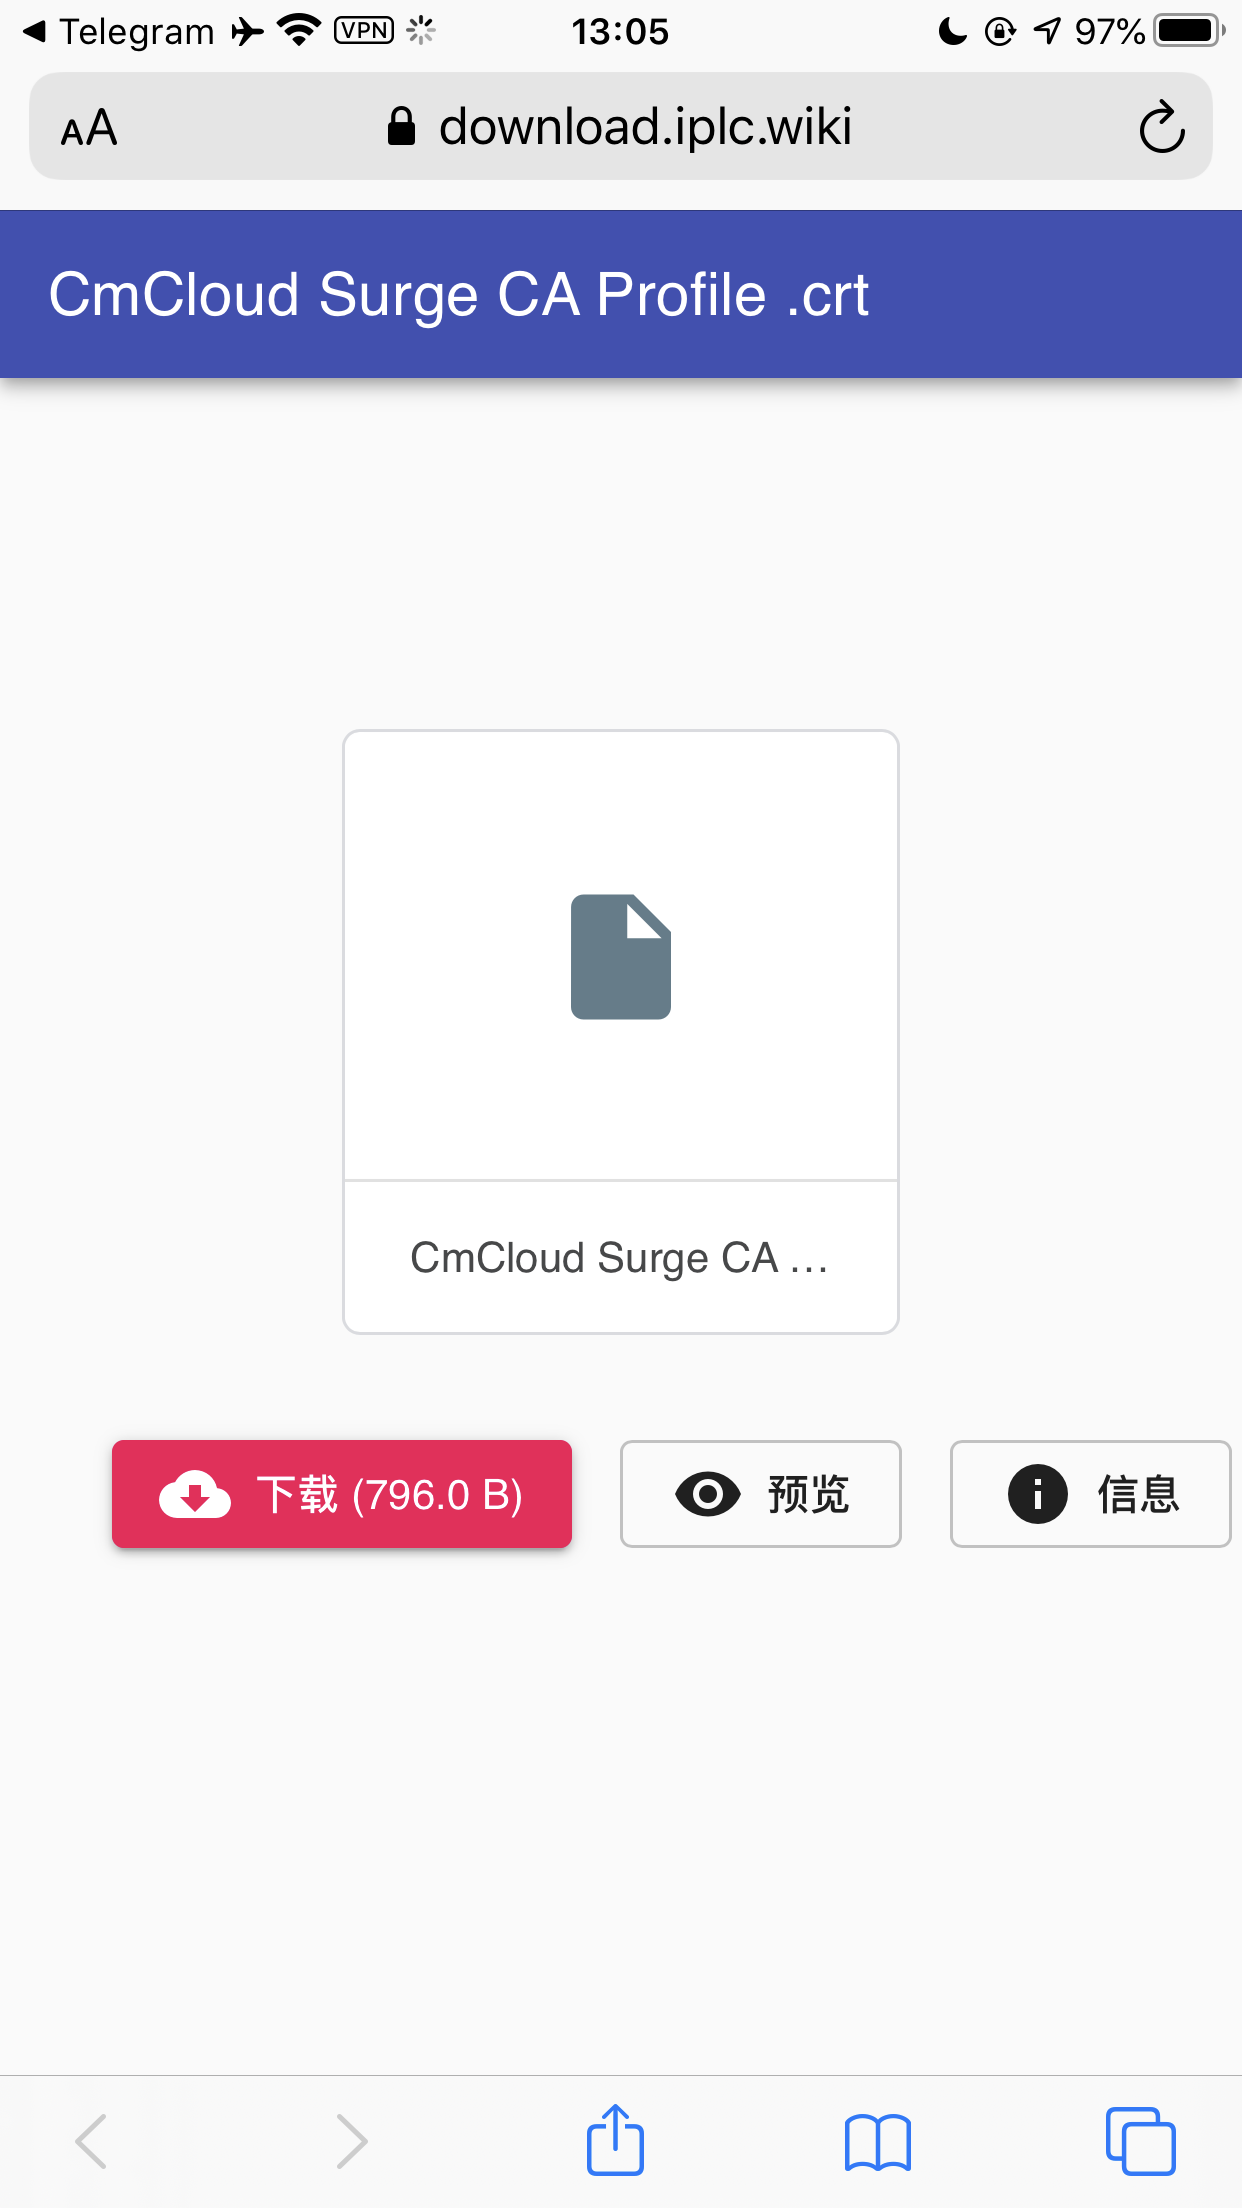 Telegram VPN 13:05 97%
AA download.iplc.wiki
CmCloud Surge CA Profile .crt
CmCloud Surge CA ...
下载 (796.0 B) 预览 信息